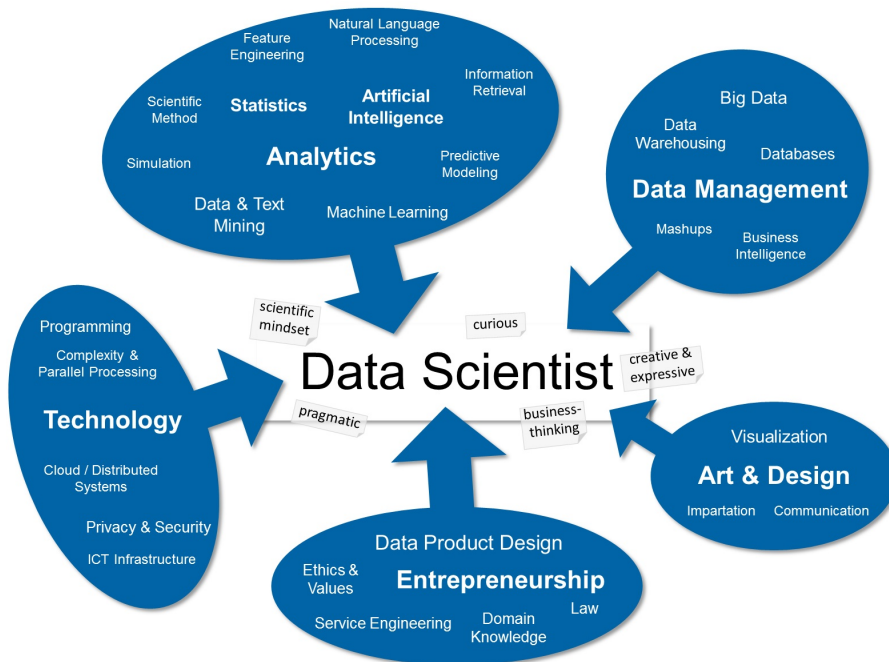 Natural Language
Processing
Feature
Engineering
Information
Retrieval
Artificial
Intelligence
Statistics
Scientific
Method
Analytics
Simulation
Predictive
Modeling
Data & Text
Mining
Machine Learning
Big Data
Data
Warehousing
Databases
Data Management
Mashups
Business
Intelligence
scientific
mindset
curious
Data Scientist
creative &
expressive
pragmatic
business-
thinking
Programming
Complexity &
Parallel Processing
Technology
Cloud / Distributed
Systems
Privacy & Security
ICT Infrastructure
Visualization
Art & Design
Impartation
Communication
Data Product Design
Ethics &
Values
Entrepreneurship
Service Engineering
Domain
Knowledge
Law